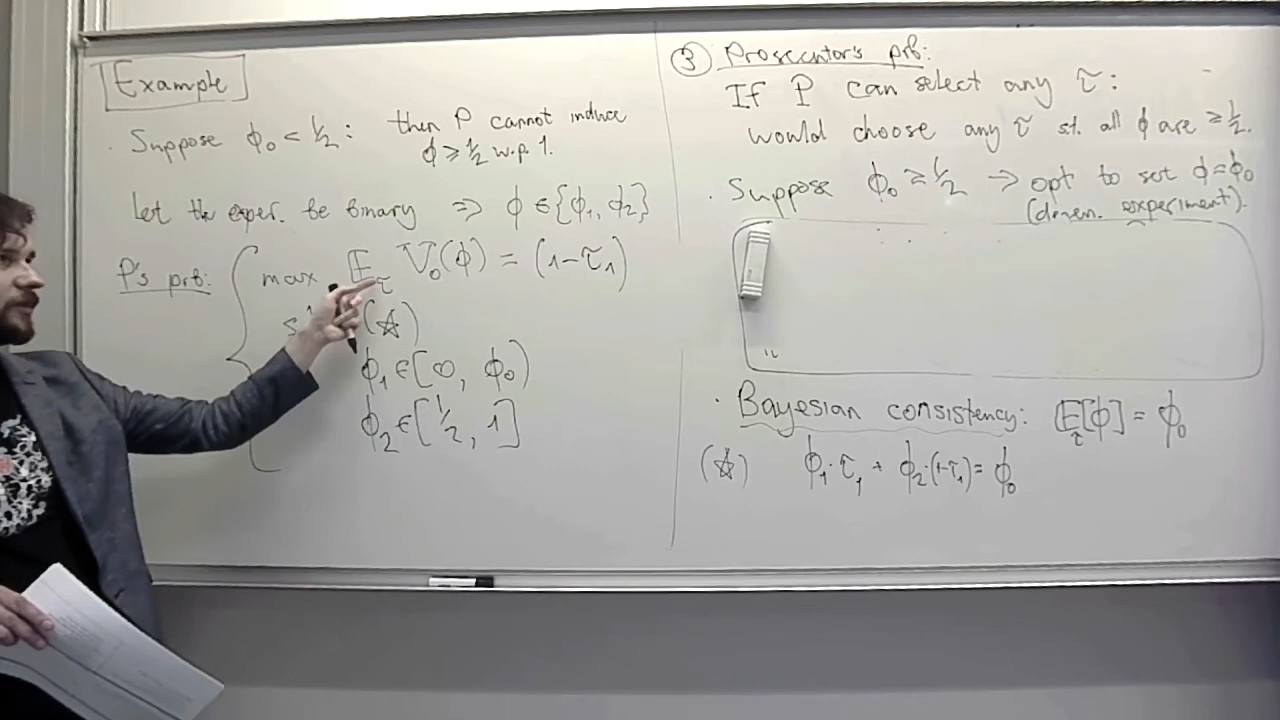 Example
· Suppose ϕ₀ < ½ : then P cannot induce
ϕ ≥ ½ w.p. 1.
Let the exper. be binary ⇒ ϕ ∈ {ϕ₁, ϕ₂}
P's prb: max E_τ V₀(ϕ) = (1-τ₁)
(☆)
ϕ₁ ∈ [∞, ϕ₀)
ϕ₂ ∈ [½, 1]
③ Prosecutor's prb:
If P can select any τ :
would choose any τ st. all ϕ are ≥ ½.
· Suppose ϕ₀ ≥ ½ → opt to set ϕ=ϕ₀
experiment).
· Bayesian consistency: E_τ[ϕ] = ϕ₀
(☆) ϕ₁·τ₁ + ϕ₂·(1-τ₁) = ϕ₀